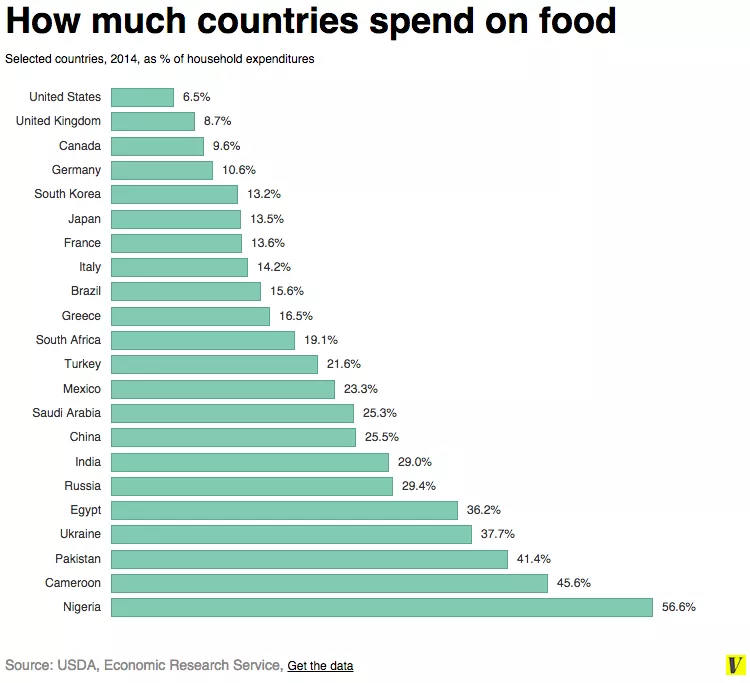 How much countries spend on food
Selected countries, 2014, as % of household expenditures
United States 6.5%
United Kingdom 8.7%
Canada 9.6%
Germany 10.6%
South Korea 13.2%
Japan 13.5%
France 13.6%
Italy 14.2%
Brazil 15.6%
Greece 16.5%
South Africa 19.1%
Turkey 21.6%
Mexico 23.3%
Saudi Arabia 25.3%
China 25.5%
India 29.0%
Russia 29.4%
Egypt 36.2%
Ukraine 37.7%
Pakistan 41.4%
Cameroon 45.6%
Nigeria 56.6%
Source: USDA, Economic Research Service, Get the data
V